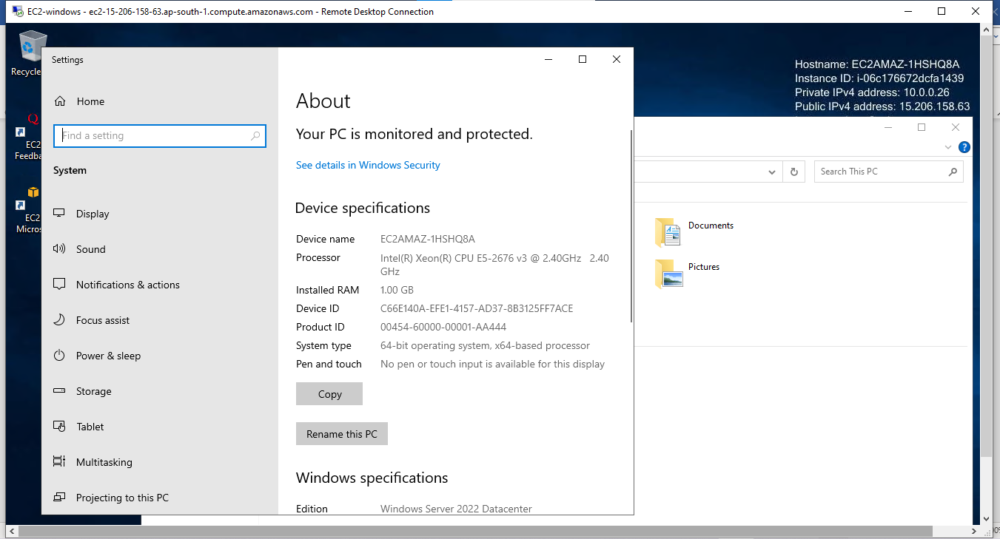 EC2-windows - ec2-15-206-158-63.ap-south-1.compute.amazonaws.com - Remote Desktop Connection
Recycle
EC2
Feedba
EC2
Micros
Hostname: EC2AMAZ-1HSHQ8A
Instance ID: i-06c176672dcfa1439
Private IPv4 address: 10.0.0.26
Public IPv4 address: 15.206.158.63
Settings
Home
Find a setting
System
Display
Sound
Notifications & actions
Focus assist
Power & sleep
Storage
Tablet
Multitasking
Projecting to this PC
About
Your PC is monitored and protected.
See details in Windows Security
Device specifications
Device name EC2AMAZ-1HSHQ8A
Processor Intel(R) Xeon(R) CPU E5-2676 v3 @ 2.40GHz 2.40
GHz
Installed RAM 1.00 GB
Device ID C66E140A-EFE1-4157-AD37-8B3125FF7ACE
Product ID 00454-60000-00001-AA444
System type 64-bit operating system, x64-based processor
Pen and touch No pen or touch input is available for this display
Copy
Rename this PC
Windows specifications
Edition Windows Server 2022 Datacenter
Search This PC
Documents
Pictures